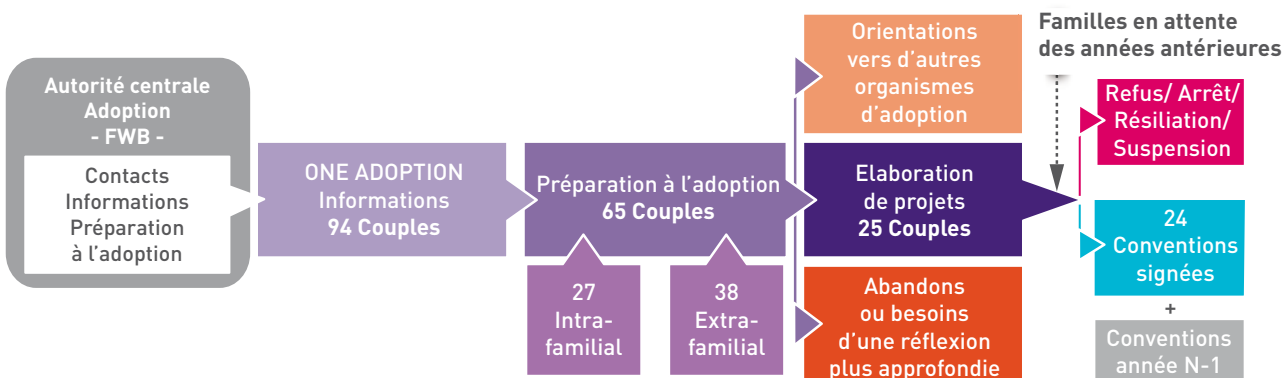 Autorité centrale
Adoption
- FWB -
Contacts
Informations
Préparation
à l’adoption
ONE ADOPTION
Informations
94 Couples
Préparation à l’adoption
65 Couples
27
Intra-
familial
38
Extra-
familial
Orientations
vers d’autres
organismes
d’adoption
Elaboration
de projets
25 Couples
Abandons
ou besoins
d’une réflexion
plus approfondie
Familles en attente
des années antérieures
Refus/ Arrêt/
Résiliation/
Suspension
24
Conventions
signées
+
Conventions
année N-1